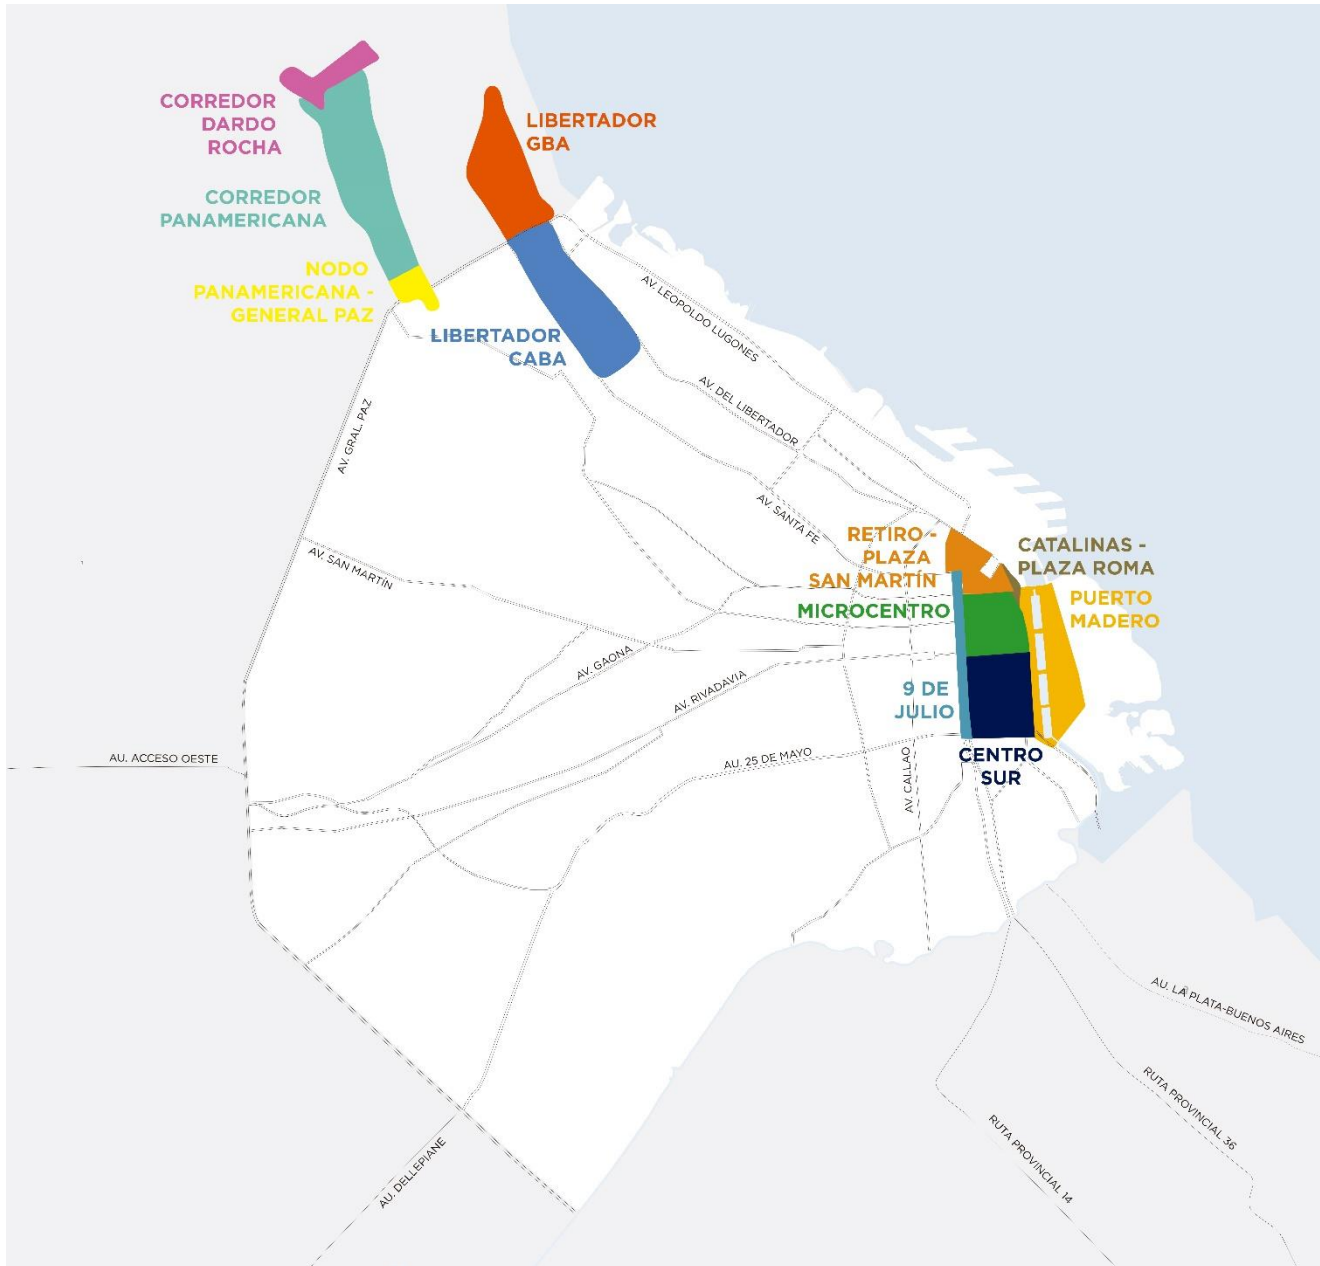 CORREDOR
DARDO
ROCHA
LIBERTADOR
GBA
CORREDOR
PANAMERICANA
NODO
PANAMERICANA -
GENERAL PAZ
LIBERTADOR
CABA
AV. LEOPOLDO LUGONES
AV. DEL LIBERTADOR
AV. GRAL. PAZ
AV. SANTA FE
AV. SAN MARTÍN
RETIRO -
PLAZA
SAN MARTÍN
CATALINAS -
PLAZA ROMA
MICROCENTRO
PUERTO
MADERO
AV. GAONA
AV. RIVADAVIA
9 DE
JULIO
AU. ACCESO OESTE
AU. 25 DE MAYO
AV. CALLAO
CENTRO
SUR
AU. LA PLATA-BUENOS AIRES
RUTA PROVINCIAL 36
RUTA PROVINCIAL 14
AU. DELLEPIANE